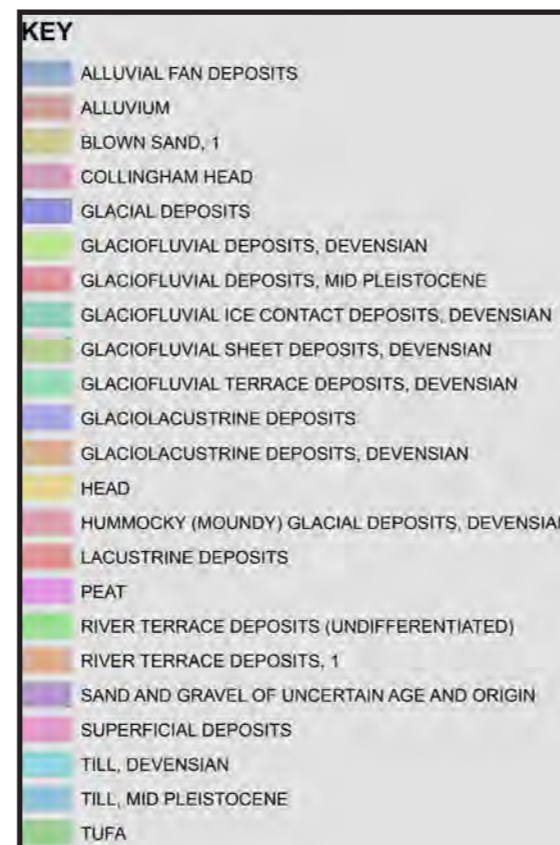 KEY
ALLUVIAL FAN DEPOSITS
ALLUVIUM
BLOWN SAND, 1
COLLINGHAM HEAD
GLACIAL DEPOSITS
GLACIOFLUVIAL DEPOSITS, DEVENSIAN
GLACIOFLUVIAL DEPOSITS, MID PLEISTOCENE
GLACIOFLUVIAL ICE CONTACT DEPOSITS, DEVENSIAN
GLACIOFLUVIAL SHEET DEPOSITS, DEVENSIAN
GLACIOFLUVIAL TERRACE DEPOSITS, DEVENSIAN
GLACIOLACUSTRINE DEPOSITS
GLACIOLACUSTRINE DEPOSITS, DEVENSIAN
HEAD
HUMMOCKY (MOUNDY) GLACIAL DEPOSITS, DEVENSIA
LACUSTRINE DEPOSITS
PEAT
RIVER TERRACE DEPOSITS (UNDIFFERENTIATED)
RIVER TERRACE DEPOSITS, 1
SAND AND GRAVEL OF UNCERTAIN AGE AND ORIGIN
SUPERFICIAL DEPOSITS
TILL, DEVENSIAN
TILL, MID PLEISTOCENE
TUFA